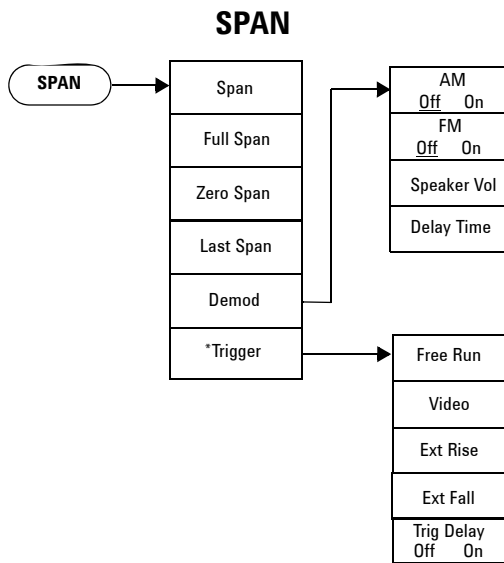 SPAN
SPAN
Span
Full Span
Zero Span
Last Span
Demod
*Trigger
AM
Off On
FM
Off On
Speaker Vol
Delay Time
Free Run
Video
Ext Rise
Ext Fall
Trig Delay
Off On